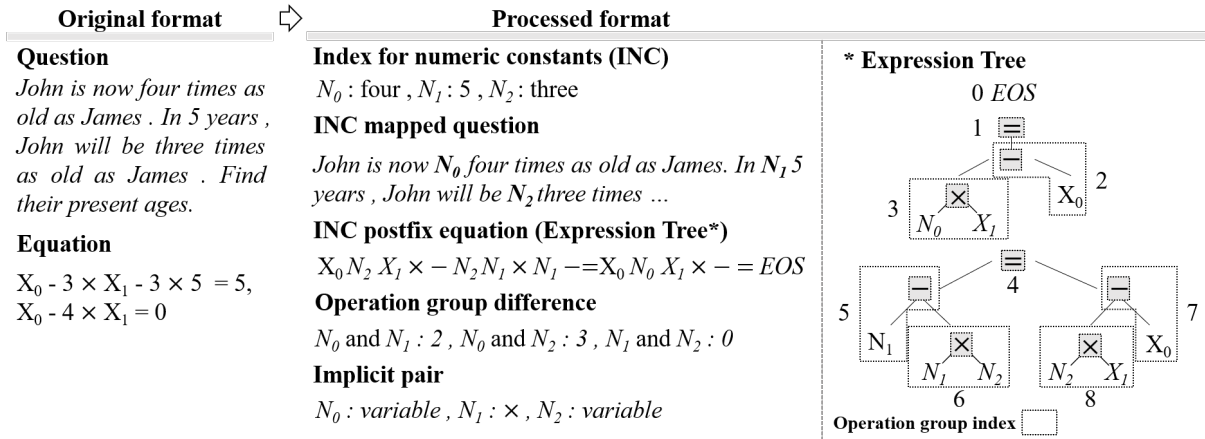 Original format
Processed format
Question
John is now four times as
old as James . In 5 years ,
John will be three times
as old as James . Find
their present ages.
Equation
X₀ - 3 × X₁ - 3 × 5 = 5,
X₀ - 4 × X₁ = 0
Index for numeric constants (INC)
N₀ : four , N₁ : 5 , N₂ : three
INC mapped question
John is now N₀ four times as old as James. In N₁ 5
years , John will be N₂ three times ...
INC postfix equation (Expression Tree*)
X₀ N₂ X₁ × − N₂ N₁ × N₁ −=X₀ N₀ X₁ × − = EOS
Operation group difference
N₀ and N₁ : 2 , N₀ and N₂ : 3 , N₁ and N₂ : 0
Implicit pair
N₀ : variable , N₁ : × , N₂ : variable
* Expression Tree
0 EOS
1 =
−
X₀ 2
3 ×
N₀ X₁
=
4
5 − − 7
N₁ × × X₀
N₁ N₂ N₂ X₁
6 8
Operation group index